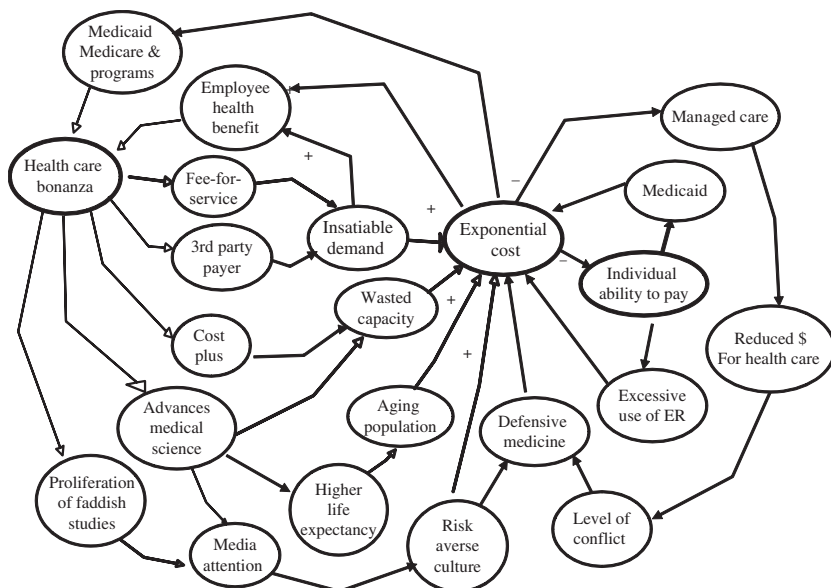 Medicaid
Medicare &
programs
Employee
health
benefit
+
+
Managed care
Health care
bonanza
Fee-for-
service
−
Medicaid
Insatiable
demand
+
Exponential
cost
3rd party
payer
−
Individual
ability to pay
Wasted
capacity
+
Cost
plus
+
Reduced $
For health care
Advances
medical
science
Aging
population
Defensive
medicine
Excessive
use of ER
Proliferation
of faddish
studies
Higher
life
expectancy
Risk
averse
culture
Level of
conflict
Media
attention